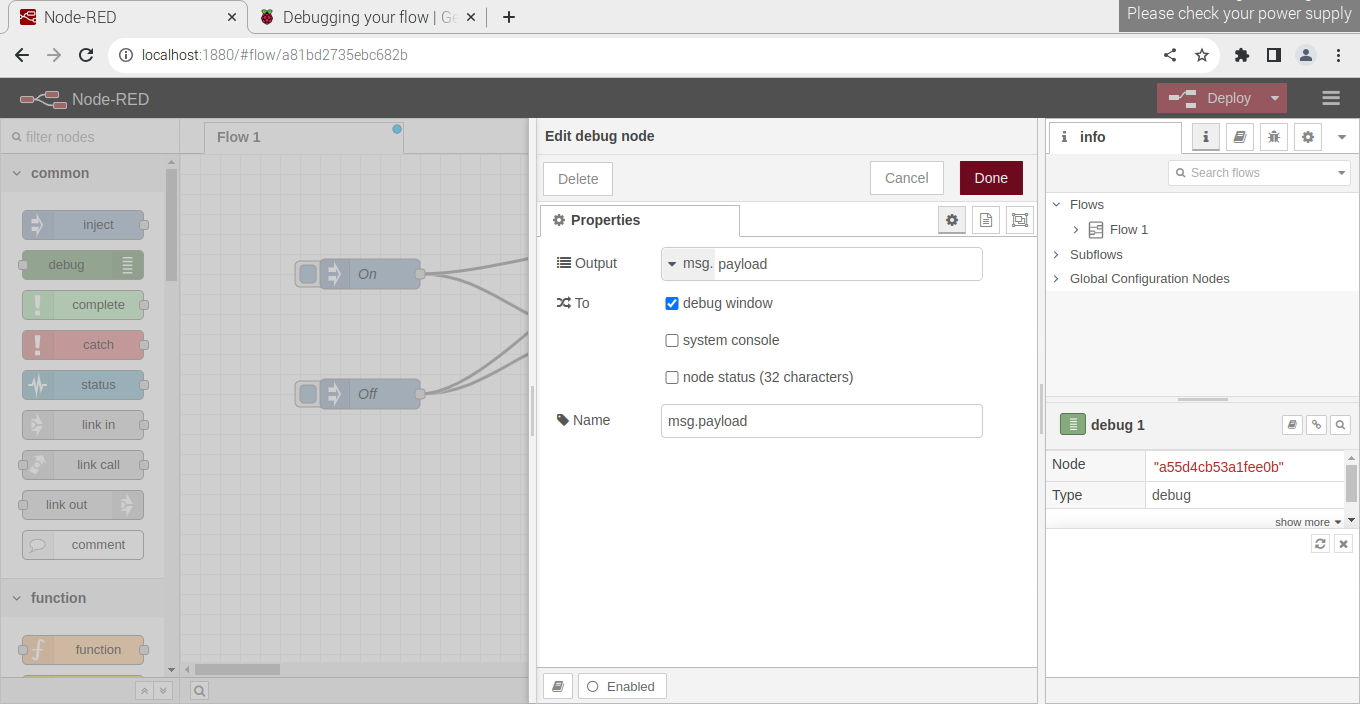 Node-RED
Debugging your flow | Ge
Please check your power supply
localhost:1880/#flow/a81bd2735ebc682b
Node-RED
Deploy
filter nodes
Flow 1
Edit debug node
i info
i
common
Delete
Cancel
Done
Search flows
Properties
Flows
Flow 1
Subflows
Global Configuration Nodes
inject
debug
complete
catch
status
link in
link call
link out
comment
function
function
On
Off
Output
msg. payload
To
debug window
system console
node status (32 characters)
Name
msg.payload
debug 1
Node
"a55d4cb53a1fee0b"
Type
debug
show more
Enabled